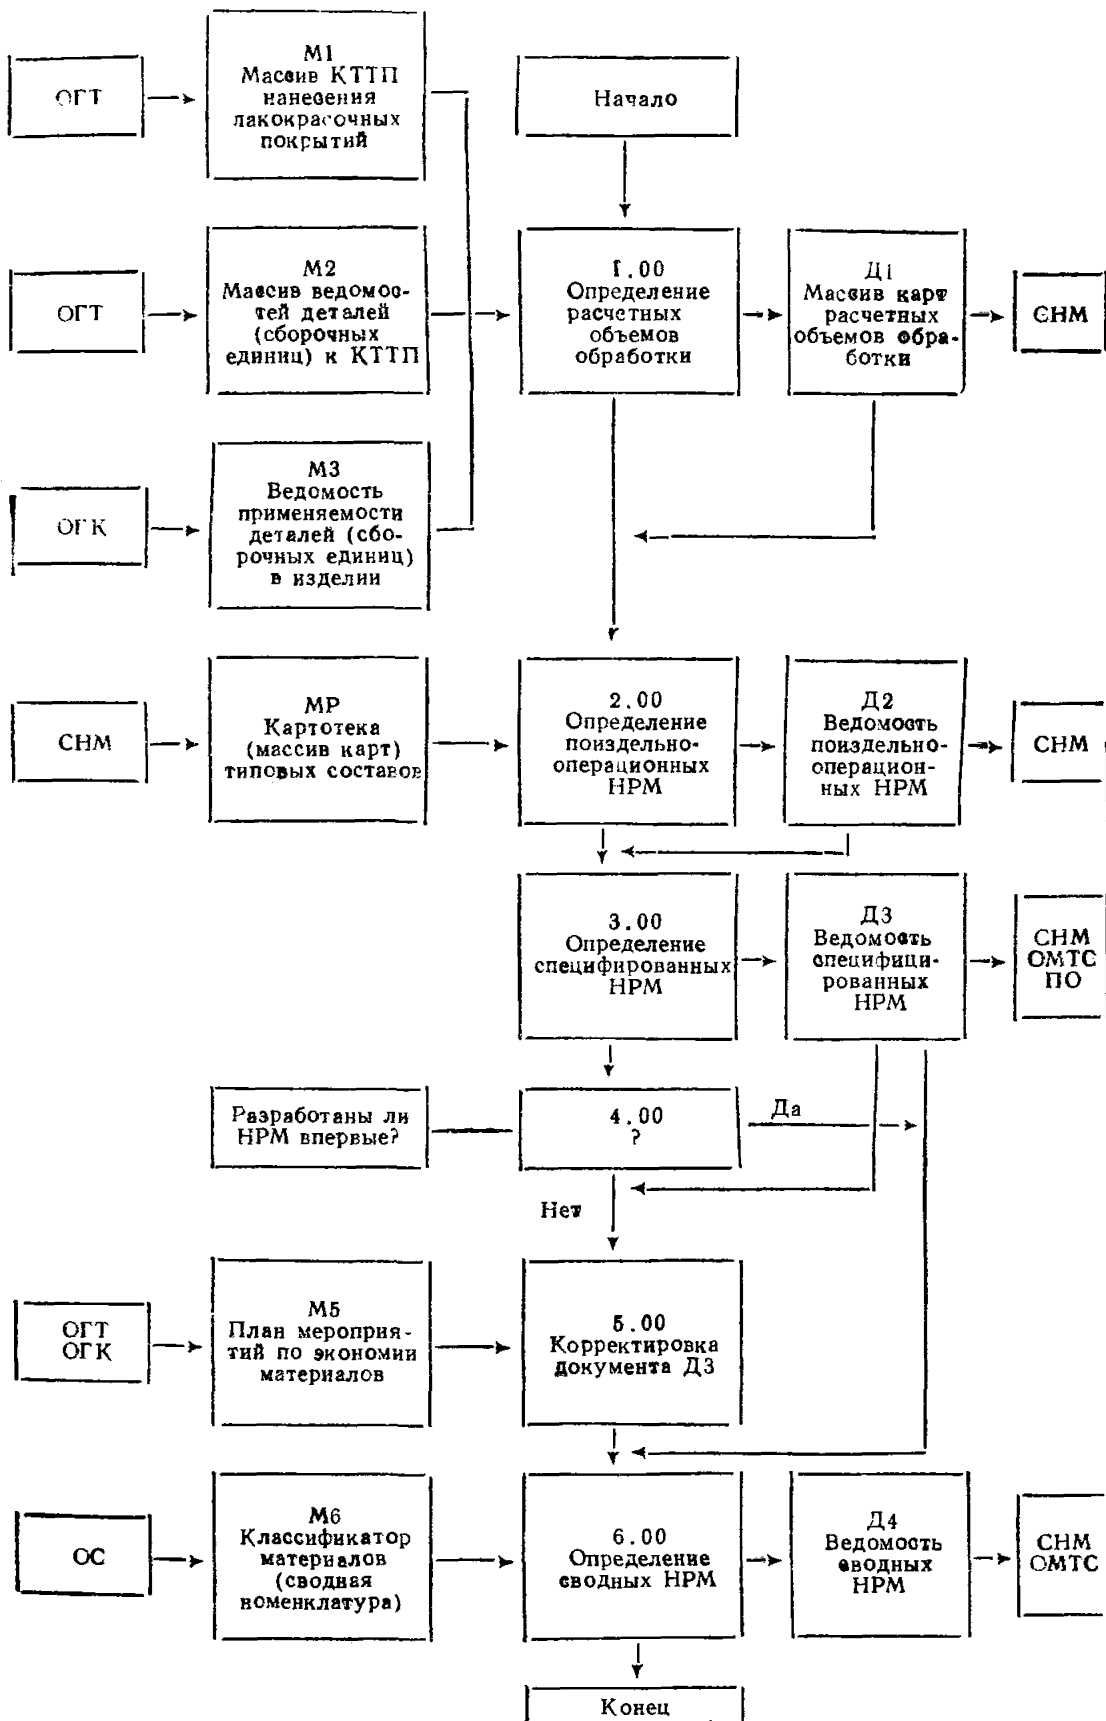 ОГТ
М1
Массив КТТП
нанесения
лакокрасочных
покрытий
Начало
ОГТ
М2
Массив ведомос-
тей деталей
(сборочных
единиц) к КТТП
1.00
Определение
расчетных
объемов
обработки
Д1
Массив карт
расчетных
объемов обра-
ботки
СНМ
ОГК
М3
Ведомость
применяемости
деталей (сбо-
рочных единиц)
в изделии
СНМ
МР
Картотека
(массив карт)
типовых составов
2.00
Определение
поиздельно-
операционных
НРМ
Д2
Ведомость
поиздельно-
операцион-
ных НРМ
СНМ
3.00
Определение
специфированных
НРМ
Д3
Ведомость
специфици-
рованных
НРМ
СНМ
ОМТС
ПО
Разработаны ли
НРМ впервые?
4.00
?
Да
Нет
ОГТ
ОГК
М5
План мероприя-
тий по экономии
материалов
5.00
Корректировка
документа Д3
ОС
М6
Классификатор
материалов
(сводная
номенклатура)
6.00
Определение
сводных НРМ
Д4
Ведомость
сводных
НРМ
СНМ
ОМТС
Конец